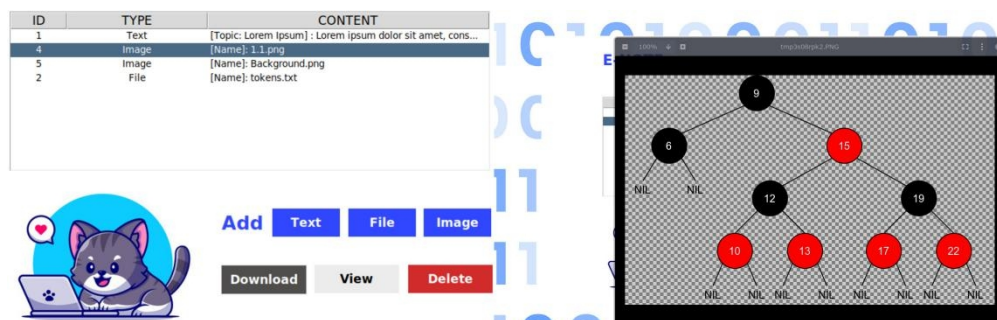 ID TYPE CONTENT
1 Text [Topic: Lorem Ipsum] : Lorem ipsum dolor sit amet, cons...
4 Image [Name]: 1.1.png
5 Image [Name]: Background.png
2 File [Name]: tokens.txt
Add Text File Image
Download View Delete
100%
9
6 15
NIL NIL 12 19
10 13 17 22
NIL NIL NIL NIL NIL NIL NIL NIL